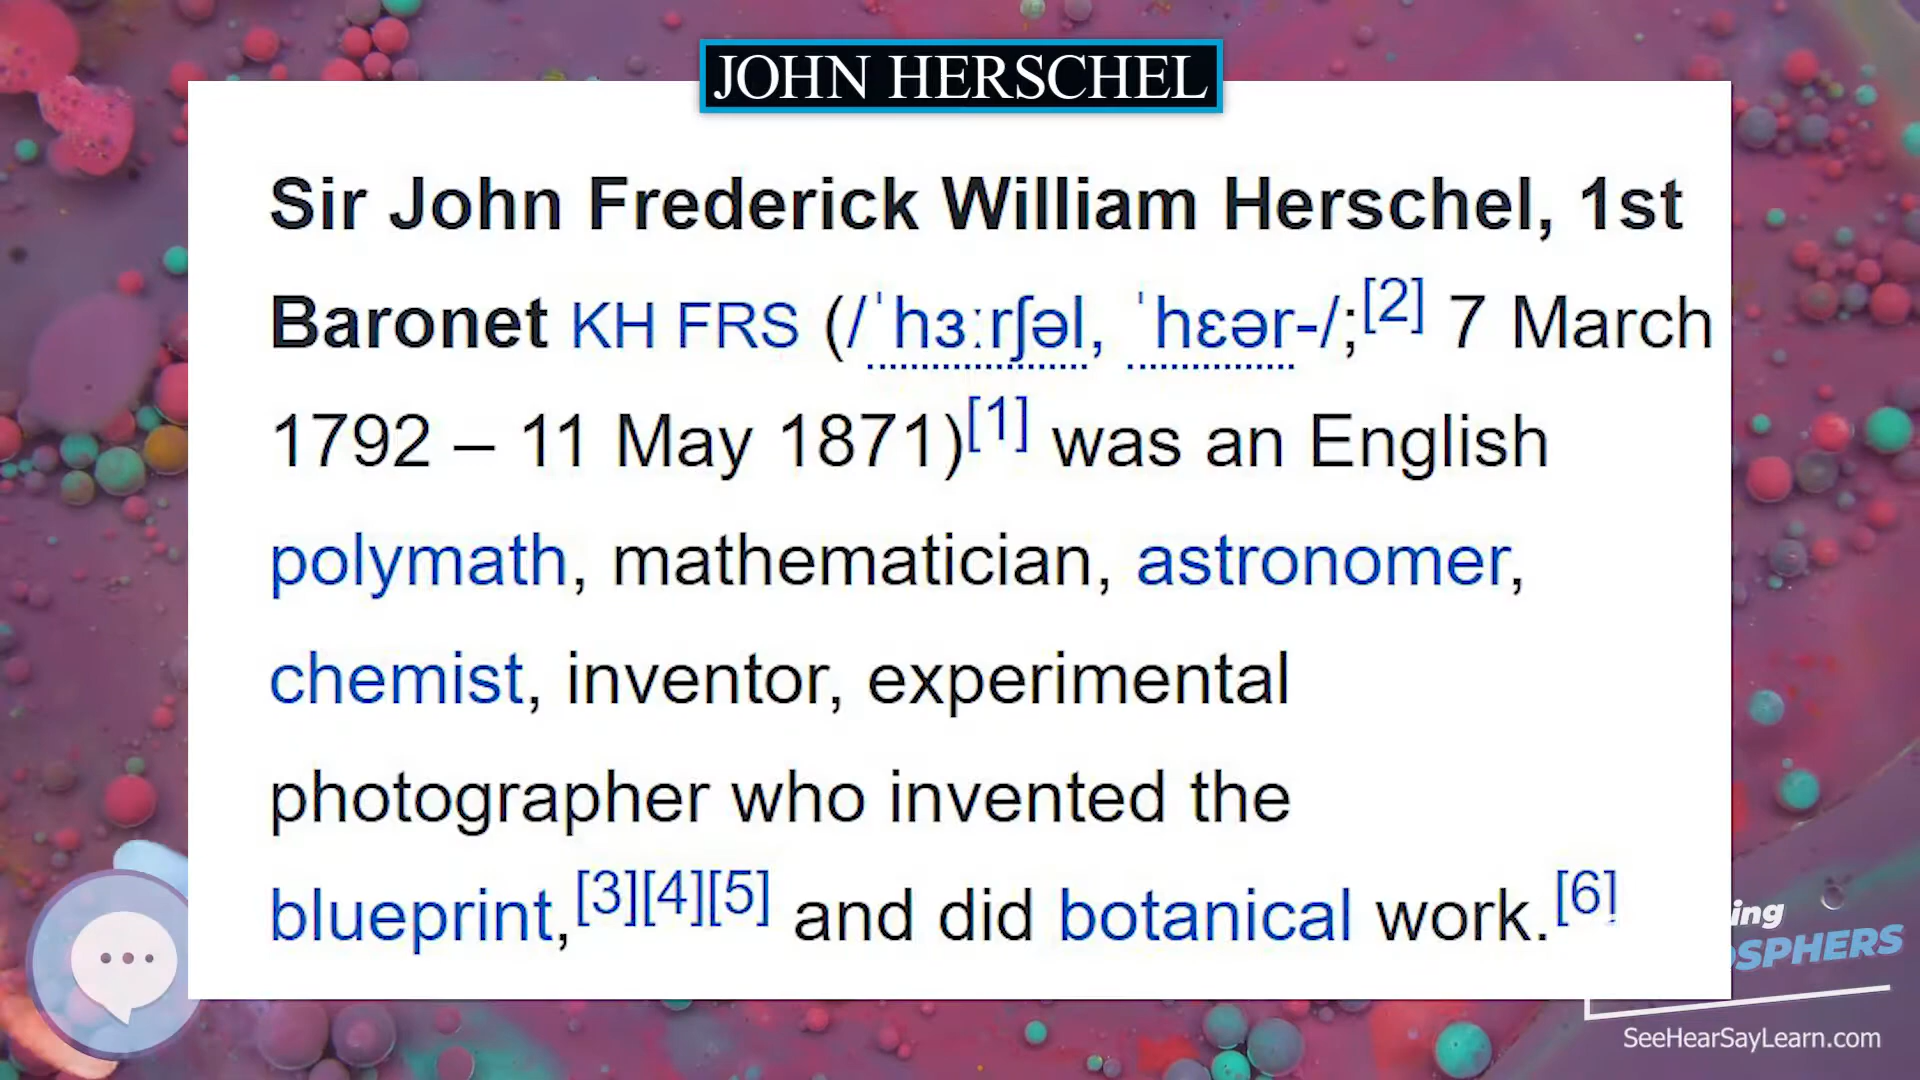 JOHN HERSCHEL
Sir John Frederick William Herschel, 1st
Baronet KH FRS (/ˈhɜːrʃəl, ˈhɛər-/;[2] 7 March
1792 – 11 May 1871)[1] was an English
polymath, mathematician, astronomer,
chemist, inventor, experimental
photographer who invented the
blueprint,[3][4][5] and did botanical work.[6]
ing
SPHERS
SeeHearSayLearn.com